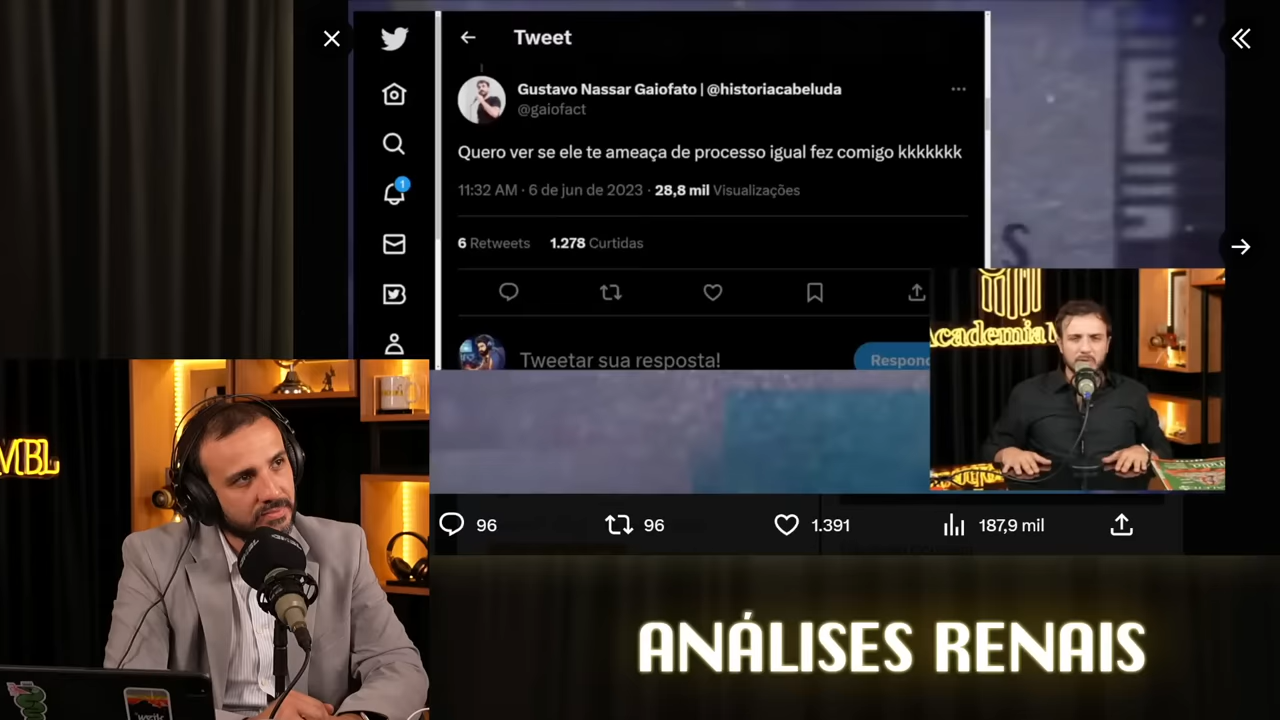 Tweet
Gustavo Nassar Gaiofato | @historiacabeluda
@gaiofact
Quero ver se ele te ameaça de processo igual fez comigo kkkkkkk
11:32 AM · 6 de jun de 2023 · 28,8 mil Visualizações
6 Retweets 1.278 Curtidas
1
Tweetar sua resposta!
Respond
Academia M
MBL
96 96 1.391 187,9 mil
ANÁLISES RENAIS